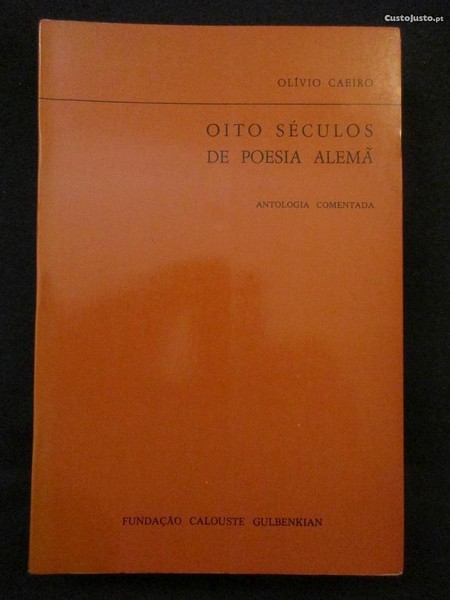 CustoJusto.pt
OLÍVIO CAEIRO
OITO SÉCULOS
DE POESIA ALEMÃ
ANTOLOGIA COMENTADA
FUNDAÇÃO CALOUSTE GULBENKIAN